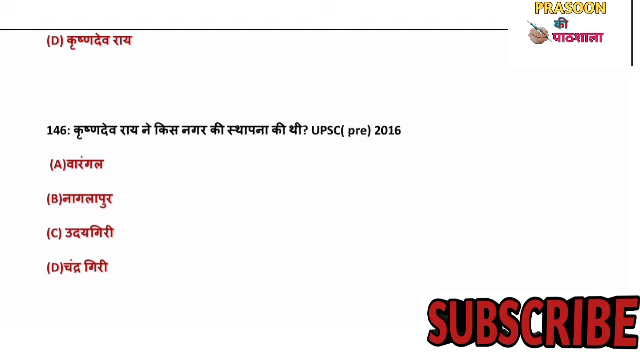 PRASOON
की
पाठशाला
(D) कृष्णदेव राय
146: कृष्णदेव राय ने किस नगर की स्थापना की थी? UPSC( pre) 2016
(A)वारंगल
(B)नागलापुर
(C) उदयगिरी
(D)चंद्र गिरी
SUBSCRIBE